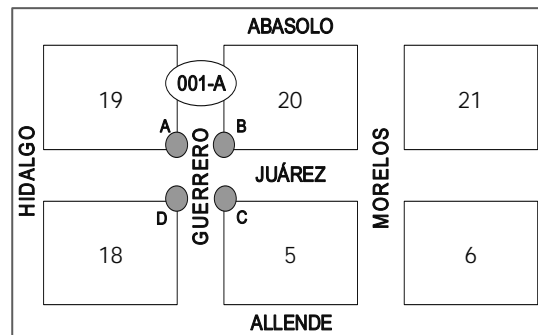 ABASOLO
001-A
19
20
21
A
B
HIDALGO
GUERRERO
JUÁREZ
MORELOS
D
C
18
5
6
ALLENDE